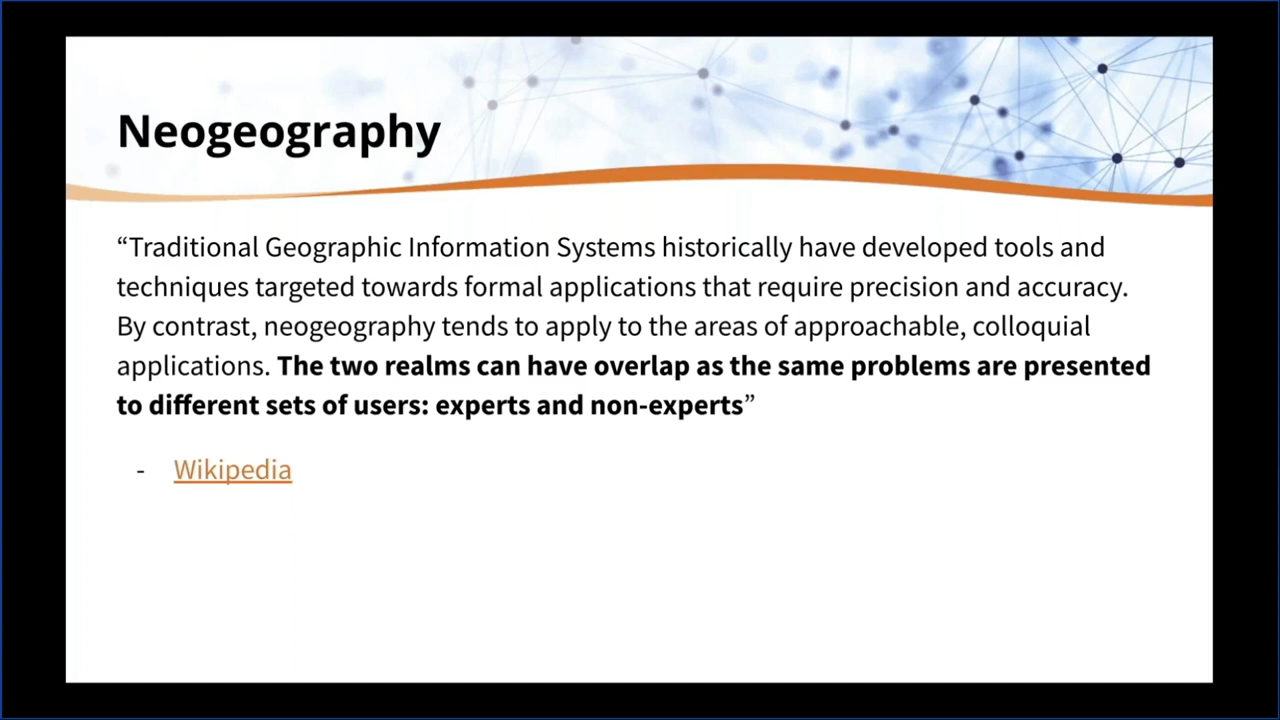 Neogeography
“Traditional Geographic Information Systems historically have developed tools and
techniques targeted towards formal applications that require precision and accuracy.
By contrast, neogeography tends to apply to the areas of approachable, colloquial
applications. The two realms can have overlap as the same problems are presented
to different sets of users: experts and non-experts”
- Wikipedia